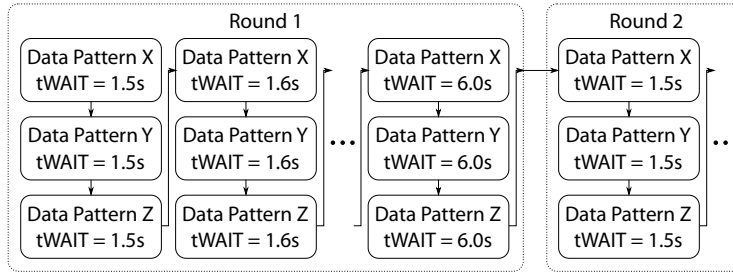 Round 1
Data Pattern X
tWAIT = 1.5s
Data Pattern Y
tWAIT = 1.5s
Data Pattern Z
tWAIT = 1.5s
Data Pattern X
tWAIT = 1.6s
Data Pattern Y
tWAIT = 1.6s
Data Pattern Z
tWAIT = 1.6s
...
Data Pattern X
tWAIT = 6.0s
Data Pattern Y
tWAIT = 6.0s
Data Pattern Z
tWAIT = 6.0s
Round 2
Data Pattern X
tWAIT = 1.5s
Data Pattern Y
tWAIT = 1.5s
Data Pattern Z
tWAIT = 1.5s
..